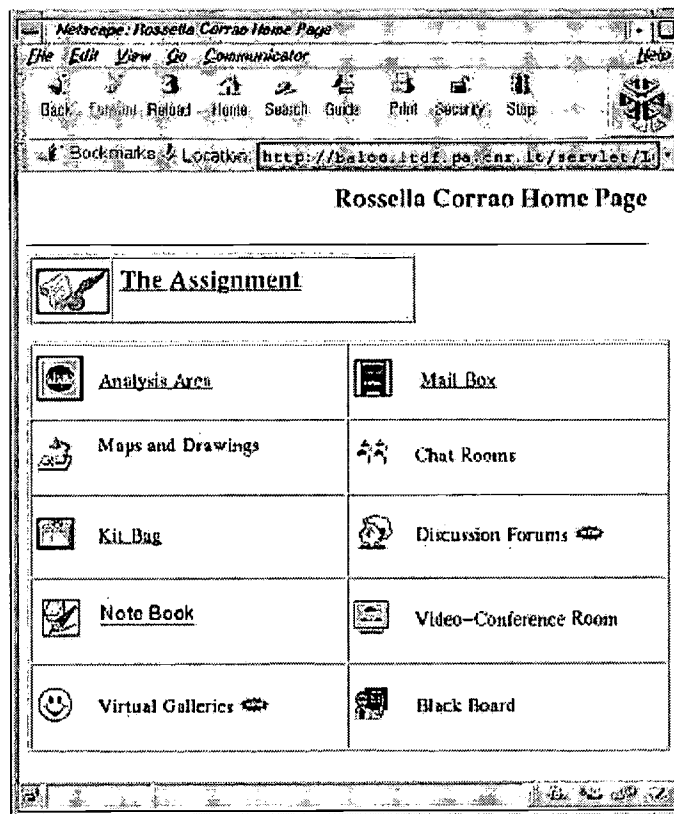 Netscape: Rossella Corrao Home Page
File Edit View Go Communicator Help
Back Forward Reload Home Search Guide Print Security Stop
Bookmarks Location: http://baloo.itdf.pa.cnr.it/servlet/
Rossella Corrao Home Page
The Assignment
Analysis Area Mail Box
Maps and Drawings Chat Rooms
Kit Bag Discussion Forums
Note Book Video-Conference Room
Virtual Galleries Black Board